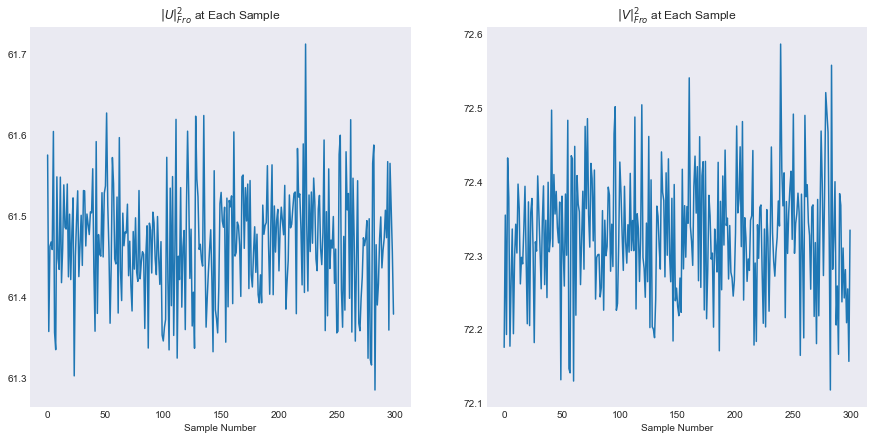 |U|²_Fro at Each Sample
61.7
61.6
61.5
61.4
61.3
0 50 100 150 200 250 300
Sample Number
|V|²_Fro at Each Sample
72.6
72.5
72.4
72.3
72.2
72.1
0 50 100 150 200 250 300
Sample Number